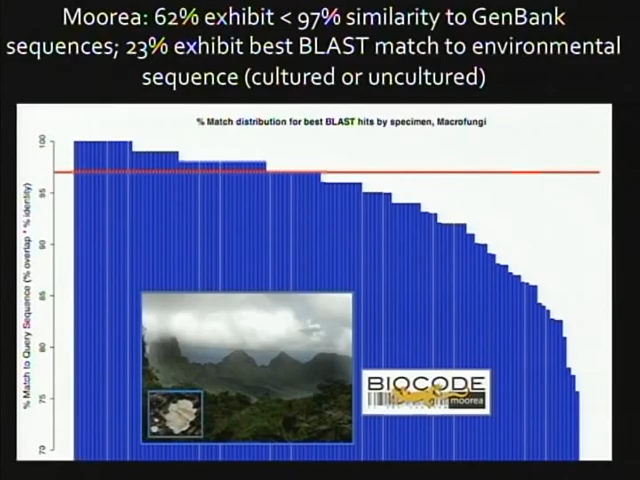 Moorea: 62% exhibit < 97% similarity to GenBank
sequences; 23% exhibit best BLAST match to environmental
sequence (cultured or uncultured)
% Match distribution for best BLAST hits by specimen, Macrofungi
% Match to Query Sequence (% overlap * % identity)
100
95
90
85
80
75
70
BIOCODE
moorea